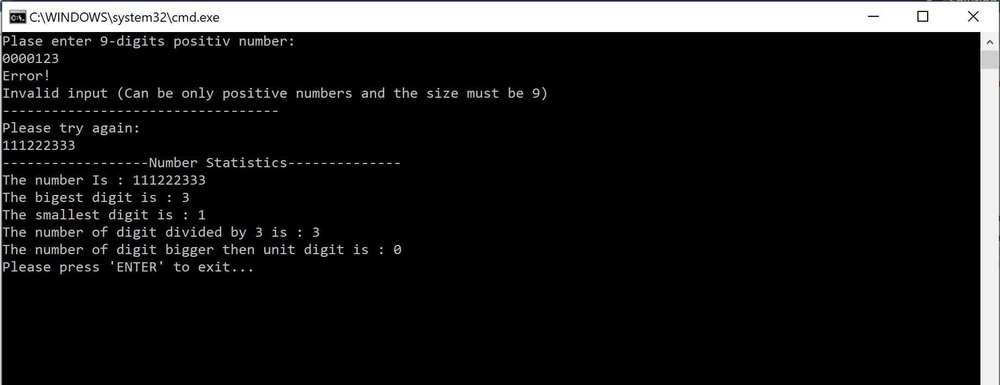 Solution
C:\WINDOWS\system32\cmd.exe
Plase enter 9-digits positiv number:
0000123
Error!
Invalid input (Can be only positive numbers and the size must be 9)
----------------------------------
Please try again:
111222333
------------------Number Statistics--------------
The number Is : 111222333
The bigest digit is : 3
The smallest digit is : 1
The number of digit divided by 3 is : 3
The number of digit bigger then unit digit is : 0
Please press 'ENTER' to exit...